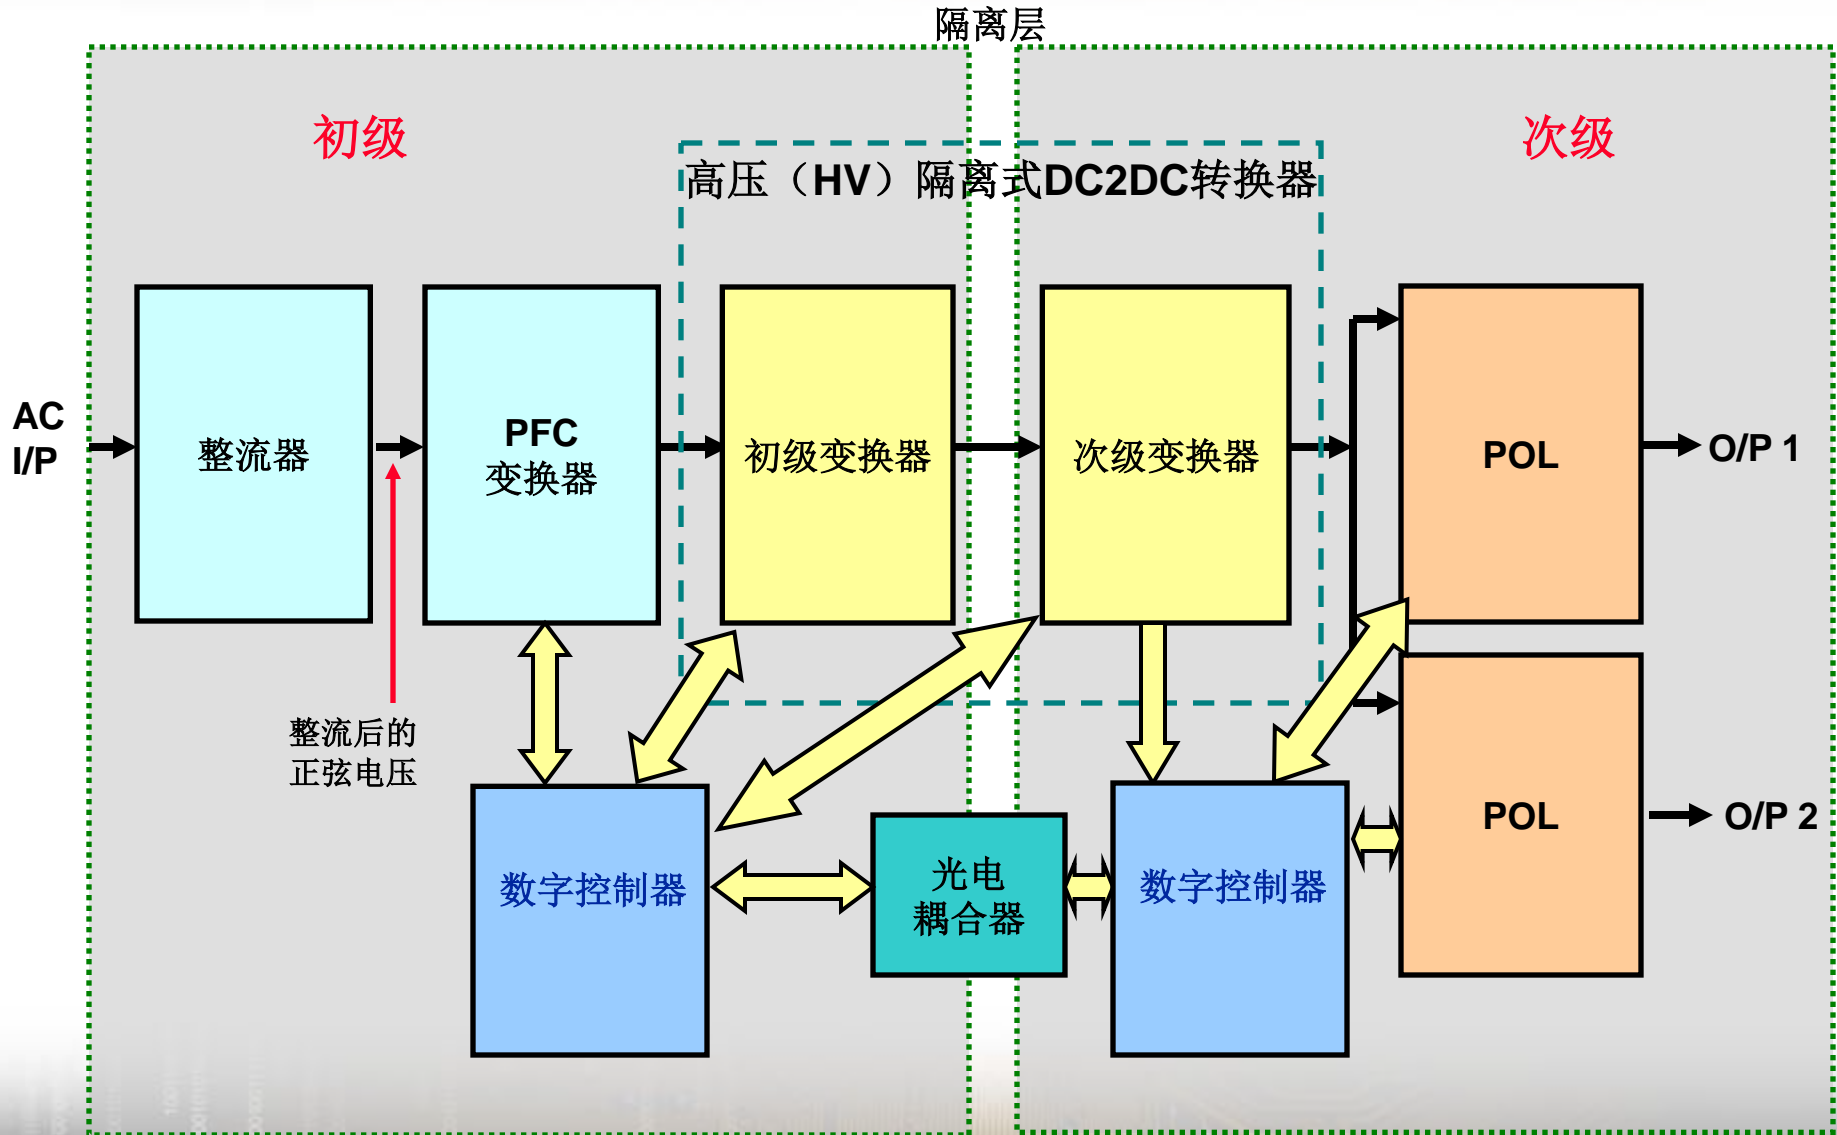 隔离层
初级
次级
高压（HV）隔离式DC2DC转换器
AC
I/P
整流器
PFC
变换器
初级变换器
次级变换器
POL
O/P 1
整流后的
正弦电压
数字控制器
光电
耦合器
数字控制器
POL
O/P 2